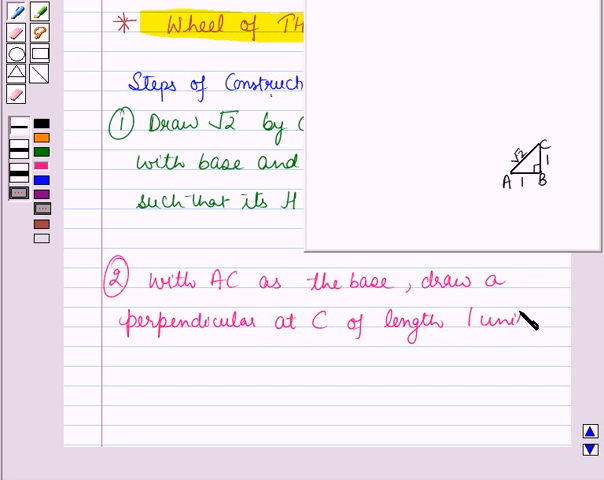 * Wheel of TH
Steps of Construct
① Draw √2 by C
with base and
such that its H
C
√2 1
A 1 B
② With AC as the base, draw a
perpendicular at C of length 1 uni